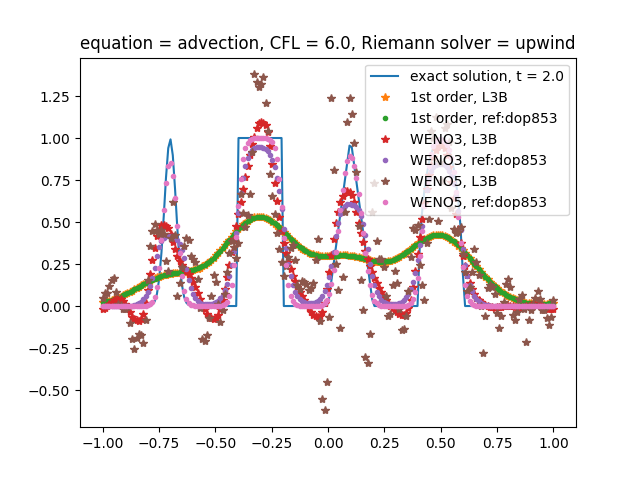 equation = advection, CFL = 6.0, Riemann solver = upwind
exact solution, t = 2.0
1st order, L3B
1st order, ref:dop853
WENO3, L3B
WENO3, ref:dop853
WENO5, L3B
WENO5, ref:dop853
1.25
1.00
0.75
0.50
0.25
0.00
−0.25
−0.50
−1.00 −0.75 −0.50 −0.25 0.00 0.25 0.50 0.75 1.00